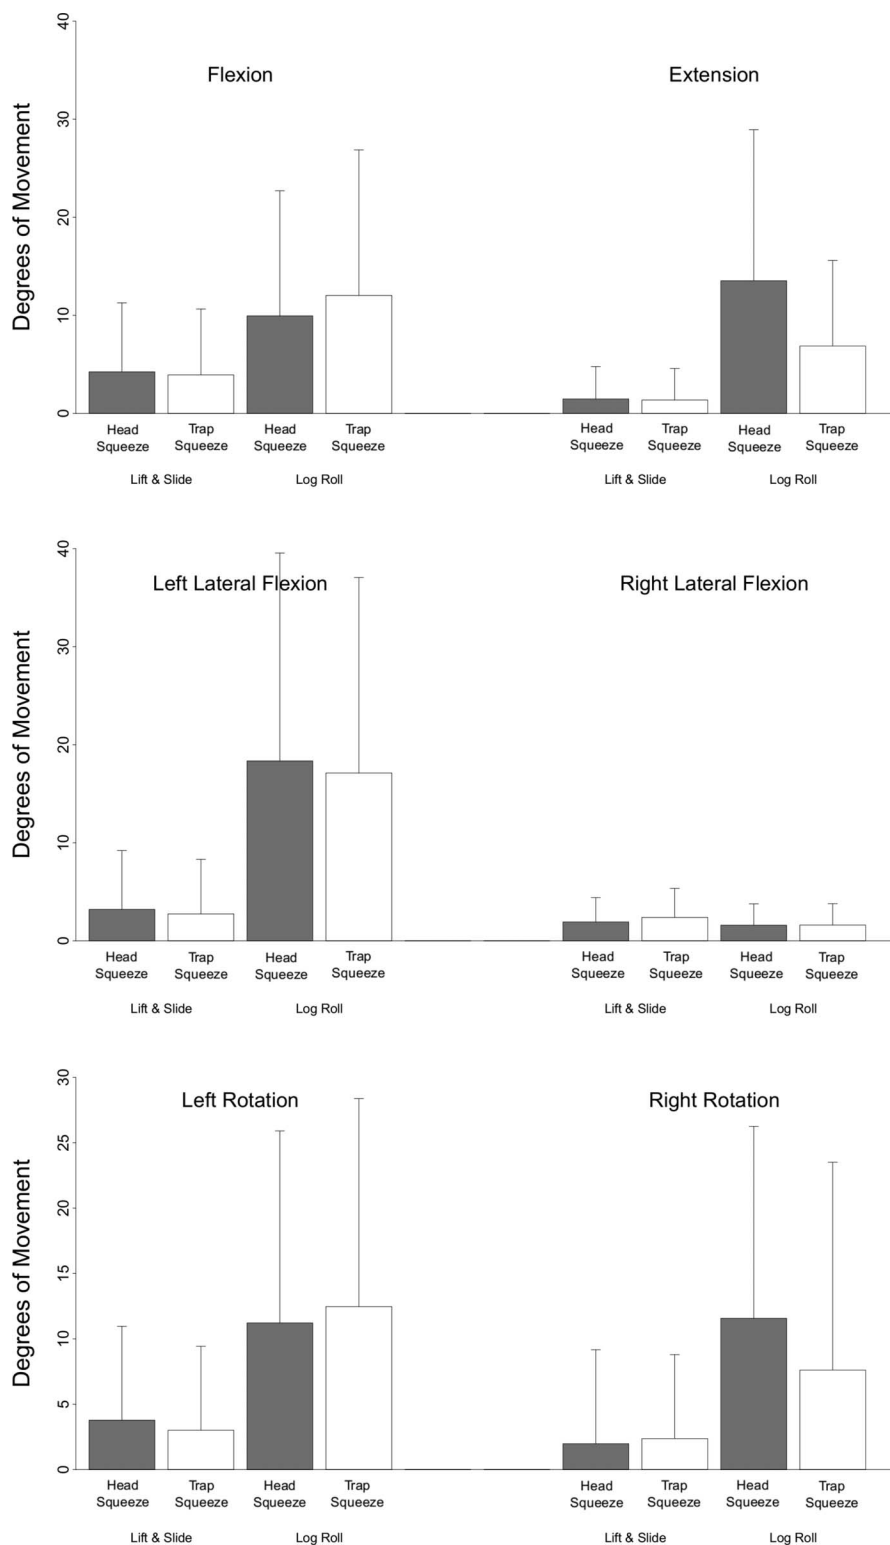 Flexion
Extension
Degrees of Movement
40
30
20
10
0
Head
Squeeze
Trap
Squeeze
Head
Squeeze
Trap
Squeeze
Head
Squeeze
Trap
Squeeze
Head
Squeeze
Trap
Squeeze
Lift & Slide
Log Roll
Lift & Slide
Log Roll
Left Lateral Flexion
Right Lateral Flexion
Degrees of Movement
40
30
20
10
0
Head
Squeeze
Trap
Squeeze
Head
Squeeze
Trap
Squeeze
Head
Squeeze
Trap
Squeeze
Head
Squeeze
Trap
Squeeze
Lift & Slide
Log Roll
Lift & Slide
Log Roll
Left Rotation
Right Rotation
Degrees of Movement
30
25
20
15
10
5
0
Head
Squeeze
Trap
Squeeze
Head
Squeeze
Trap
Squeeze
Head
Squeeze
Trap
Squeeze
Head
Squeeze
Trap
Squeeze
Lift & Slide
Log Roll
Lift & Slide
Log Roll